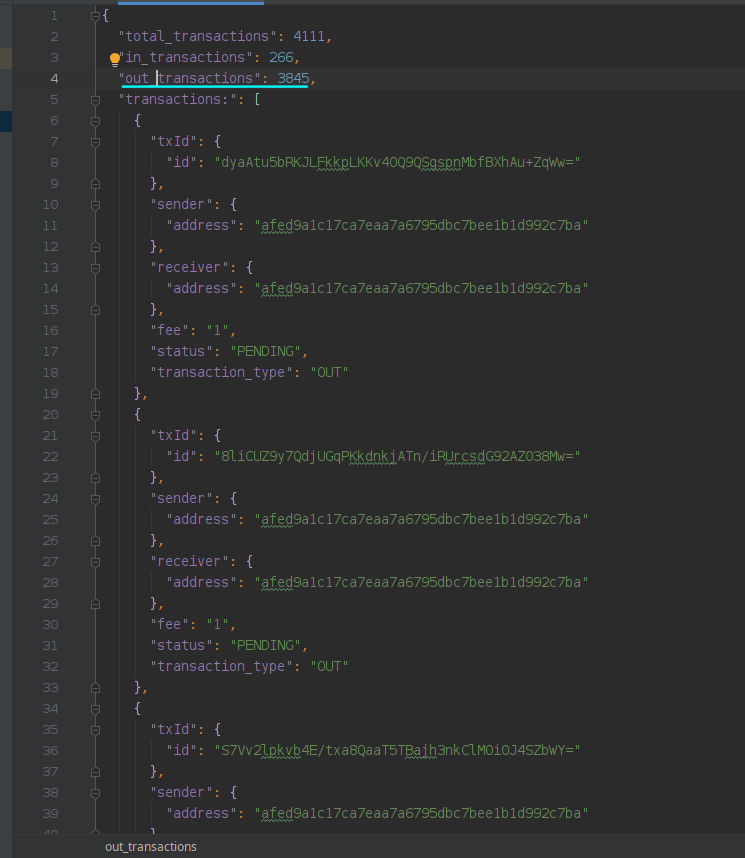 1 {
2 "total_transactions": 4111,
3 "in_transactions": 266,
4 "out_transactions": 3845,
5 "transactions:": [
6 {
7 "txId": {
8 "id": "dyaAtu5bRKJLFkkpLKKv40Q9QSgspnMbfBXhAu+ZqWw="
9 },
10 "sender": {
11 "address": "afed9a1c17ca7eaa7a6795dbc7bee1b1d992c7ba"
12 },
13 "receiver": {
14 "address": "afed9a1c17ca7eaa7a6795dbc7bee1b1d992c7ba"
15 },
16 "fee": "1",
17 "status": "PENDING",
18 "transaction_type": "OUT"
19 },
20 {
21 "txId": {
22 "id": "8liCUZ9y7QdjUGqPKkdnkjATn/iRUrcsdG92AZ038Mw="
23 },
24 "sender": {
25 "address": "afed9a1c17ca7eaa7a6795dbc7bee1b1d992c7ba"
26 },
27 "receiver": {
28 "address": "afed9a1c17ca7eaa7a6795dbc7bee1b1d992c7ba"
29 },
30 "fee": "1",
31 "status": "PENDING",
32 "transaction_type": "OUT"
33 },
34 {
35 "txId": {
36 "id": "S7Vv2lpkvb4E/txa8QaaT5TBajh3nkClM0i0J4SZbWY="
37 },
38 "sender": {
39 "address": "afed9a1c17ca7eaa7a6795dbc7bee1b1d992c7ba"
40 }
out_transactions